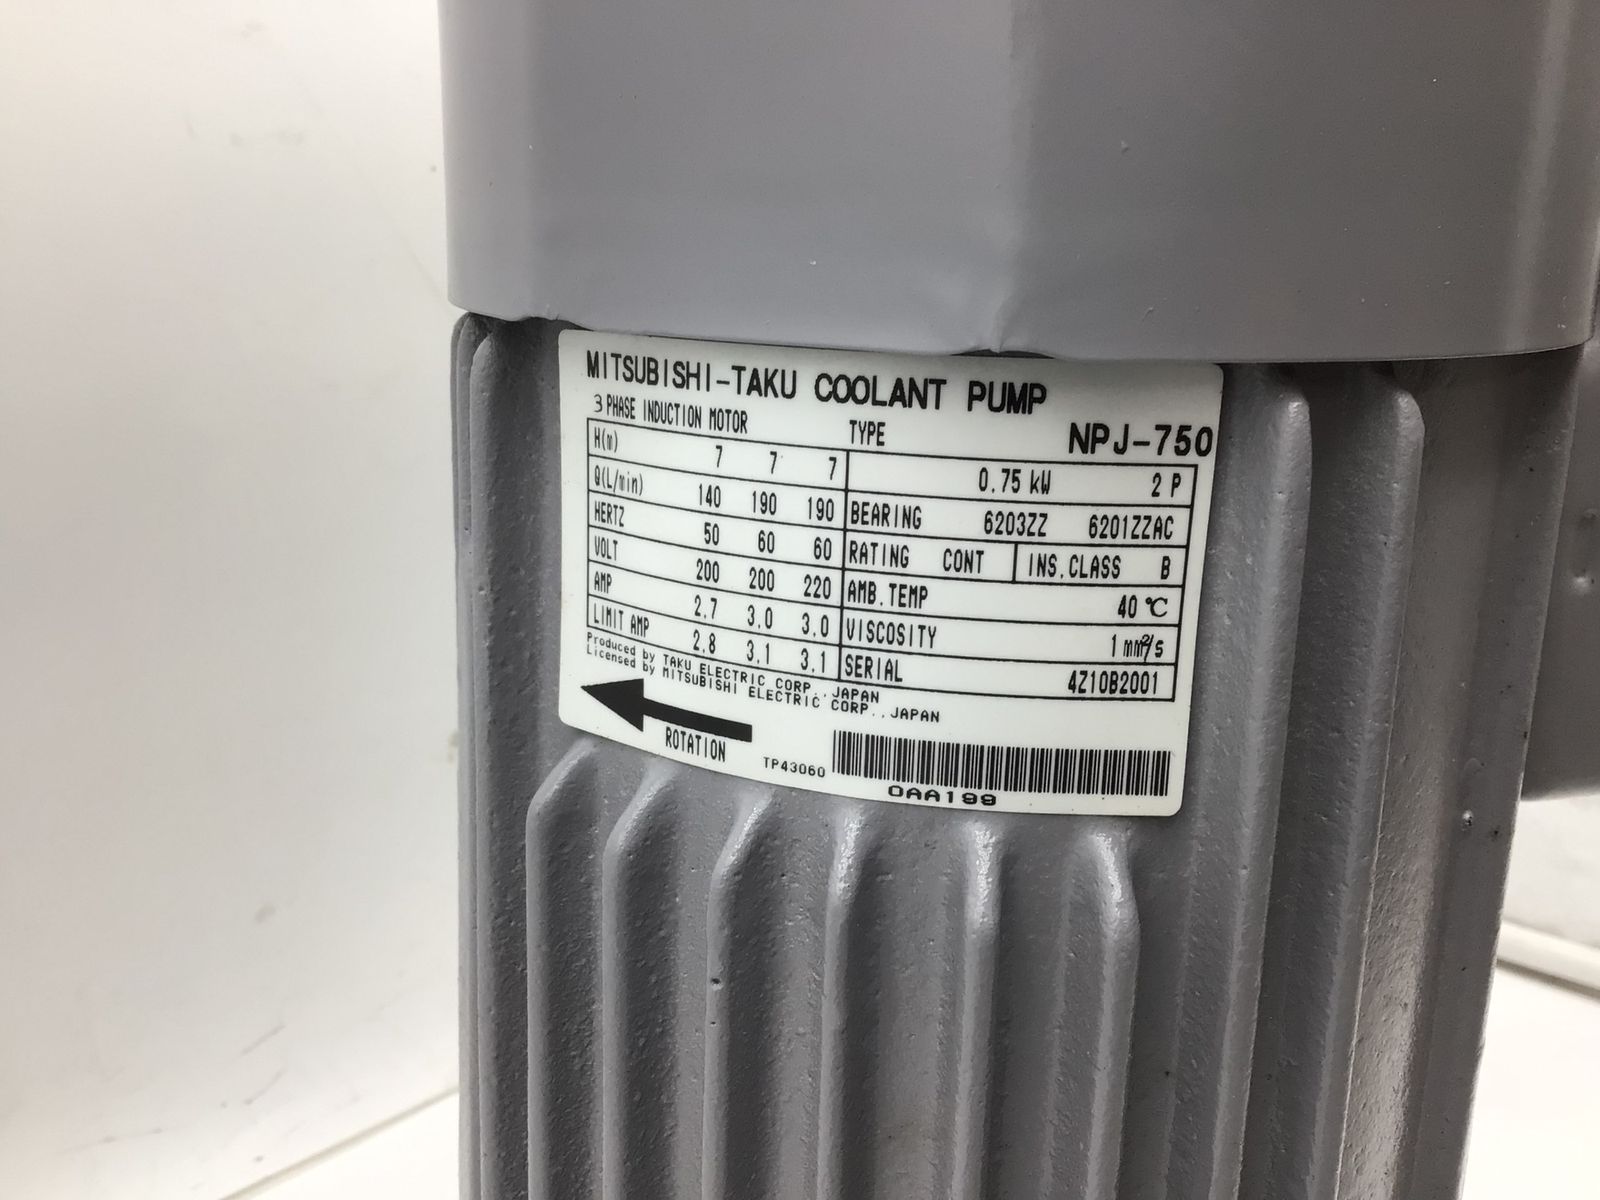 MITSUBISHI-TAKU COOLANT PUMP
3 PHASE INDUCTION MOTOR TYPE NPJ-750
H(m) 7 7 7 0.75 kW 2 P
Q(L/min) 140 190 190 BEARING 6203ZZ 6201ZZAC
HERTZ 50 60 60 RATING CONT INS.CLASS B
VOLT 200 200 220 AMB.TEMP 40 ℃
AMP 2.7 3.0 3.0 VISCOSITY 1 mm²/s
LIMIT AMP 2.8 3.1 3.1 SERIAL 4Z10B2001
Produced by TAKU ELECTRIC CORP., JAPAN
Licensed by MITSUBISHI ELECTRIC CORP., JAPAN
ROTATION TP43060
OAA199